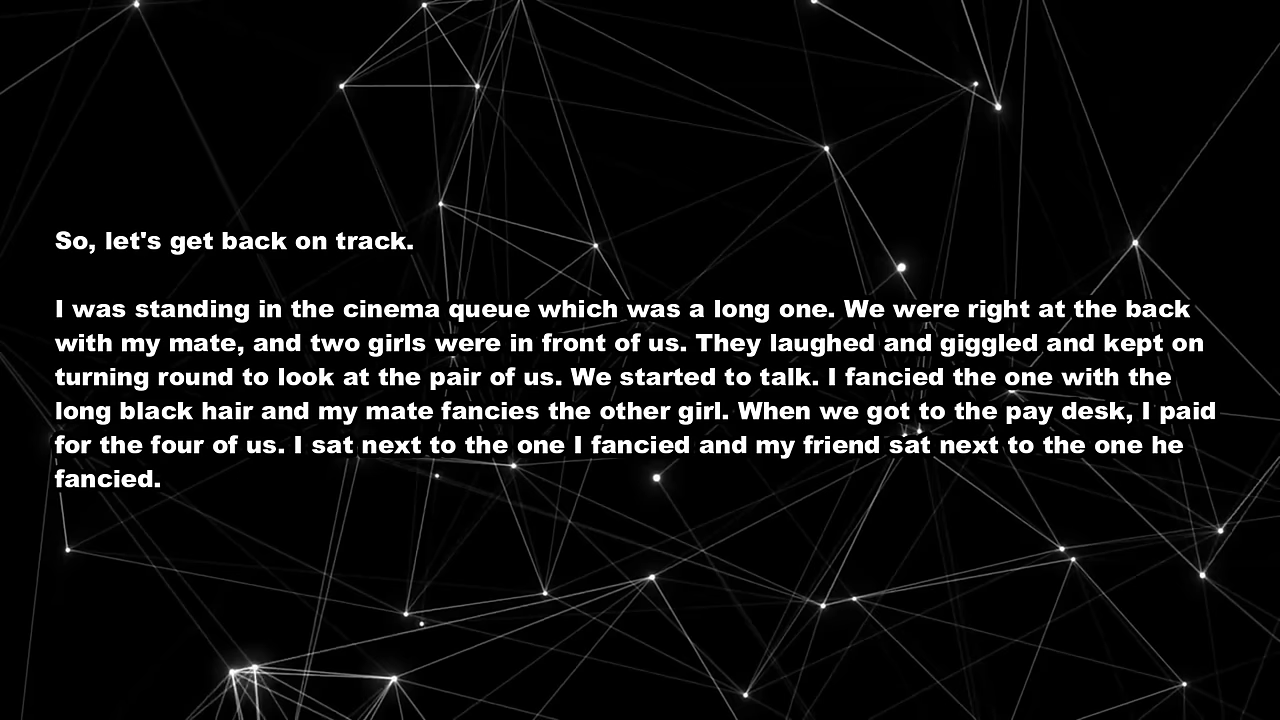 So, let's get back on track.
I was standing in the cinema queue which was a long one. We were right at the back
with my mate, and two girls were in front of us. They laughed and giggled and kept on
turning round to look at the pair of us. We started to talk. I fancied the one with the
long black hair and my mate fancies the other girl. When we got to the pay desk, I paid
for the four of us. I sat next to the one I fancied and my friend sat next to the one he
fancied.